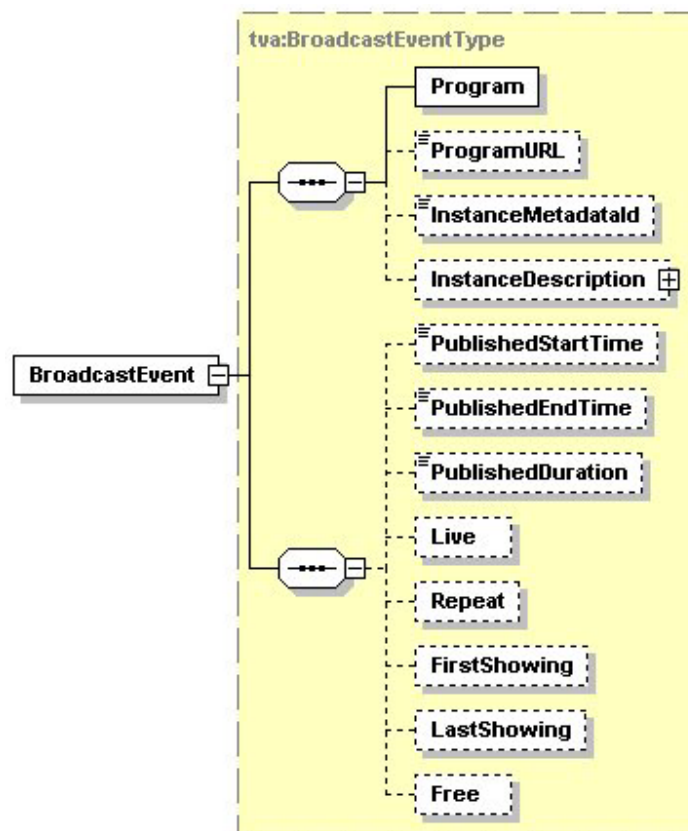 tva:BroadcastEventType
Program
ProgramURL
InstanceMetadataId
InstanceDescription
PublishedStartTime
BroadcastEvent
PublishedEndTime
PublishedDuration
Live
Repeat
FirstShowing
LastShowing
Free